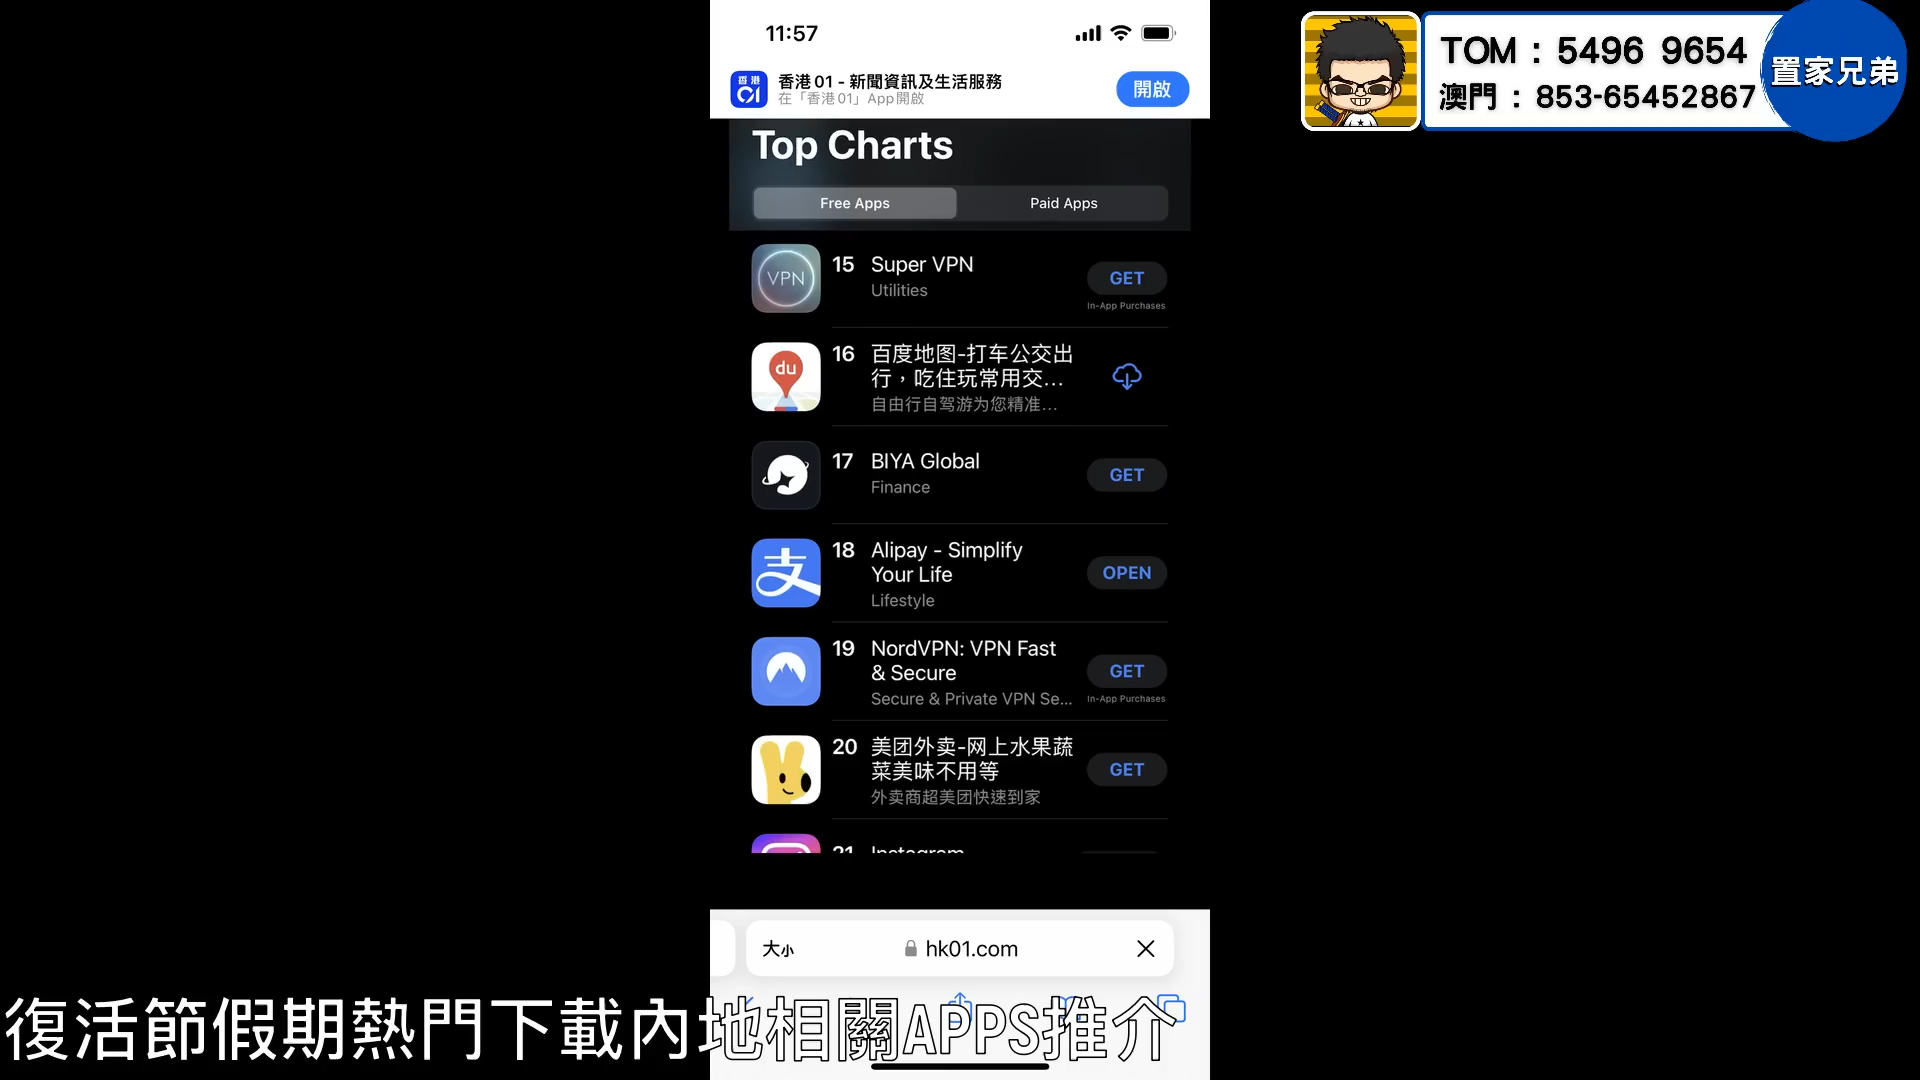 11:57
香港01 - 新聞資訊及生活服務
在「香港01」App開啟
開啟
香港
01
Top Charts
Free Apps
Paid Apps
VPN
15 Super VPN
Utilities
GET
In-App Purchases
du
16 百度地图-打车公交出
行，吃住玩常用交...
自由行自驾游为您精准...
17 BIYA Global
Finance
GET
支
18 Alipay - Simplify
Your Life
Lifestyle
OPEN
19 NordVPN: VPN Fast
& Secure
Secure & Private VPN Se...
GET
In-App Purchases
20 美团外卖-网上水果蔬
菜美味不用等
外卖商超美团快速到家
GET
21 Instagram
大小
hk01.com
復活節假期熱門下載內地相關APPS推介
TOM : 5496 9654
澳門 : 853-65452867
置家兄弟